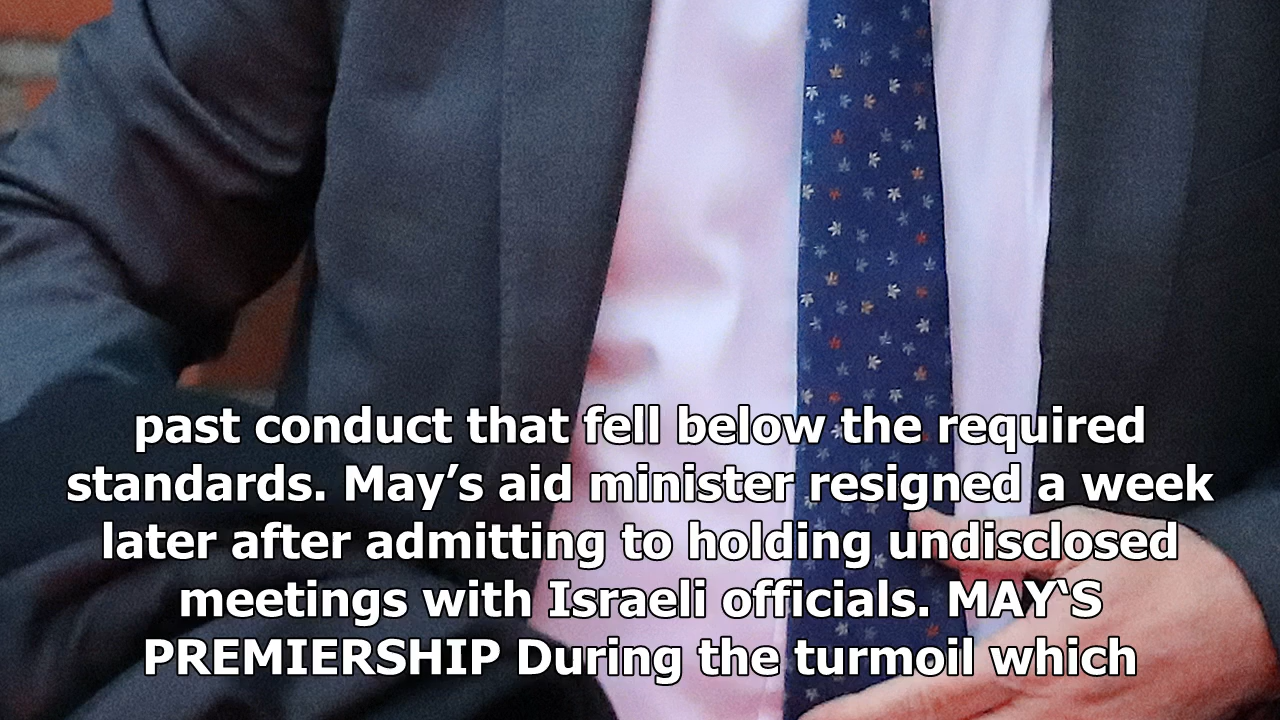 past conduct that fell below the required
standards. May’s aid minister resigned a week
later after admitting to holding undisclosed
meetings with Israeli officials. MAY‘S
PREMIERSHIP During the turmoil which